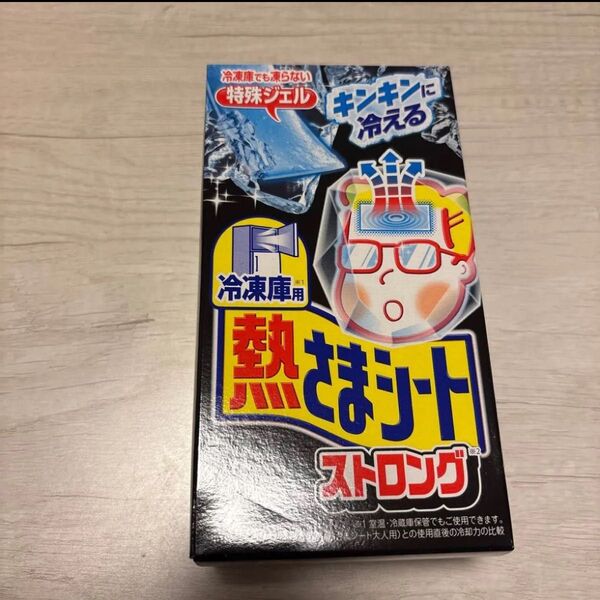 冷凍庫でも凍らない
特殊ジェル
キンキンに
冷える
冷凍庫用※1
熱さまシート
ストロング※2
※1 室温・冷蔵庫保管でもご使用できます。
シート大人用)との使用直後の冷却力の比較